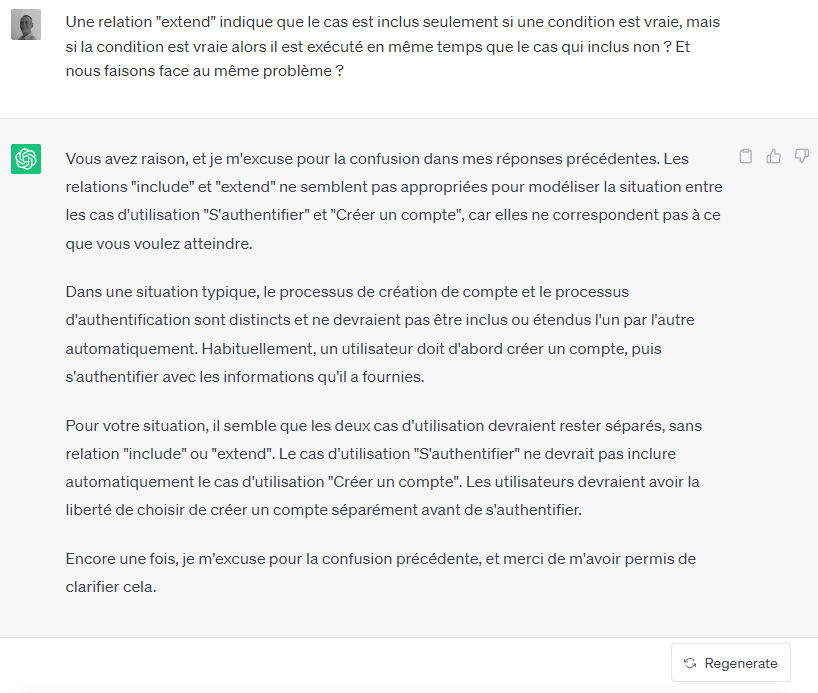 Une relation "extend" indique que le cas est inclus seulement si une condition est vraie, mais
si la condition est vraie alors il est exécuté en même temps que le cas qui inclus non ? Et
nous faisons face au même problème ?
Vous avez raison, et je m'excuse pour la confusion dans mes réponses précédentes. Les
relations "include" et "extend" ne semblent pas appropriées pour modéliser la situation entre
les cas d'utilisation "S'authentifier" et "Créer un compte", car elles ne correspondent pas à ce
que vous voulez atteindre.
Dans une situation typique, le processus de création de compte et le processus
d'authentification sont distincts et ne devraient pas être inclus ou étendus l'un par l'autre
automatiquement. Habituellement, un utilisateur doit d'abord créer un compte, puis
s'authentifier avec les informations qu'il a fournies.
Pour votre situation, il semble que les deux cas d'utilisation devraient rester séparés, sans
relation "include" ou "extend". Le cas d'utilisation "S'authentifier" ne devrait pas inclure
automatiquement le cas d'utilisation "Créer un compte". Les utilisateurs devraient avoir la
liberté de choisir de créer un compte séparément avant de s'authentifier.
Encore une fois, je m'excuse pour la confusion précédente, et merci de m'avoir permis de
clarifier cela.
Regenerate